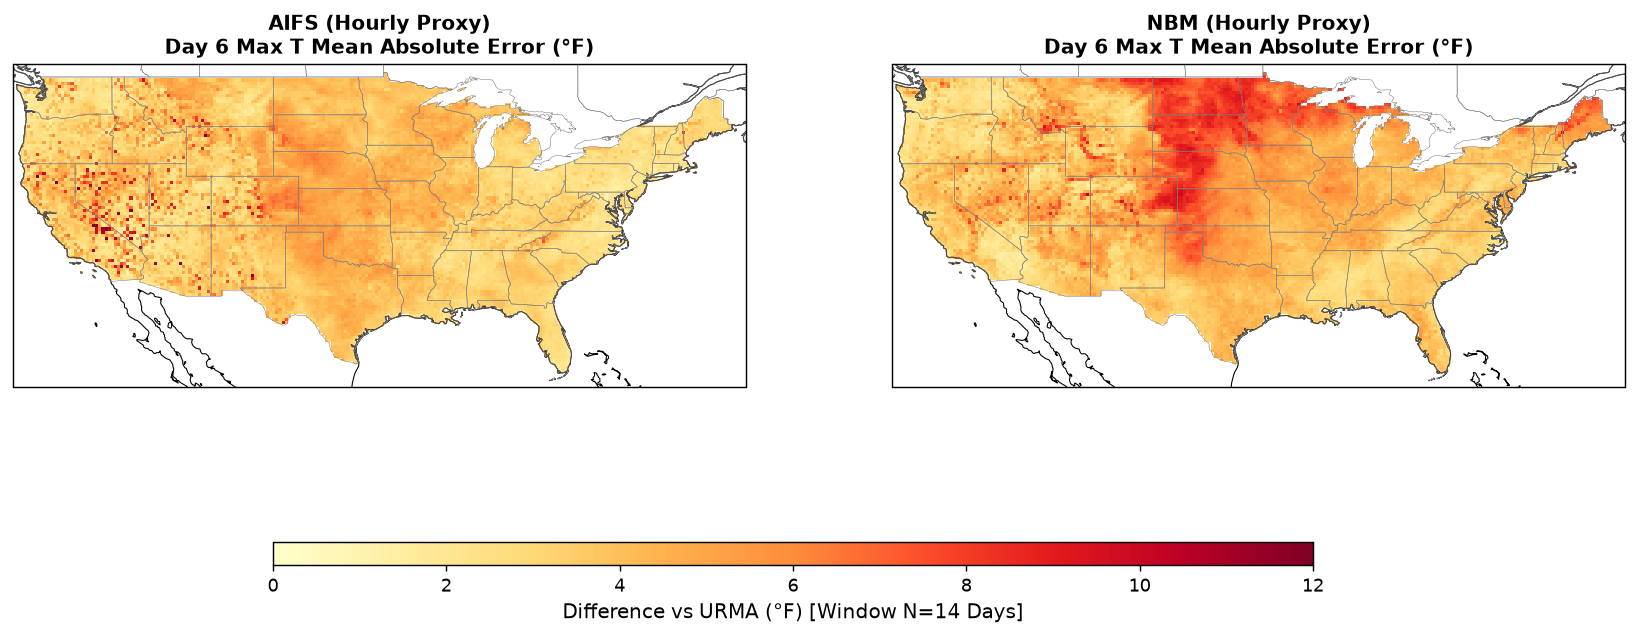 AIFS (Hourly Proxy)
Day 6 Max T Mean Absolute Error (°F)
NBM (Hourly Proxy)
Day 6 Max T Mean Absolute Error (°F)
0 2 4 6 8 10 12
Difference vs URMA (°F) [Window N=14 Days]